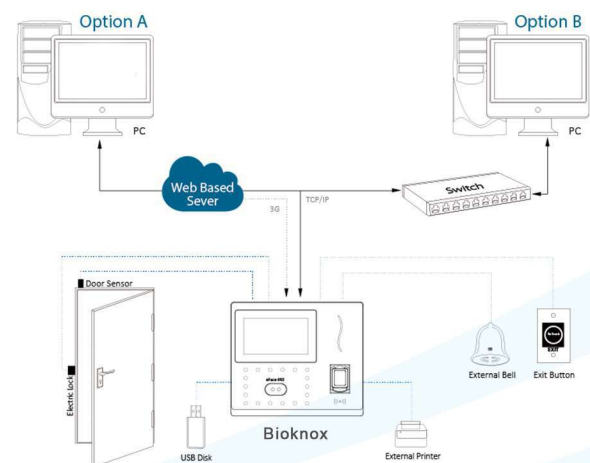 Option A
Option B
PC
PC
Web Based
Sever
Switch
3G
TCP/IP
Door Sensor
Electric Lock
External Bell
Exit Button
EXIT
USB Disk
Bioknox
External Printer